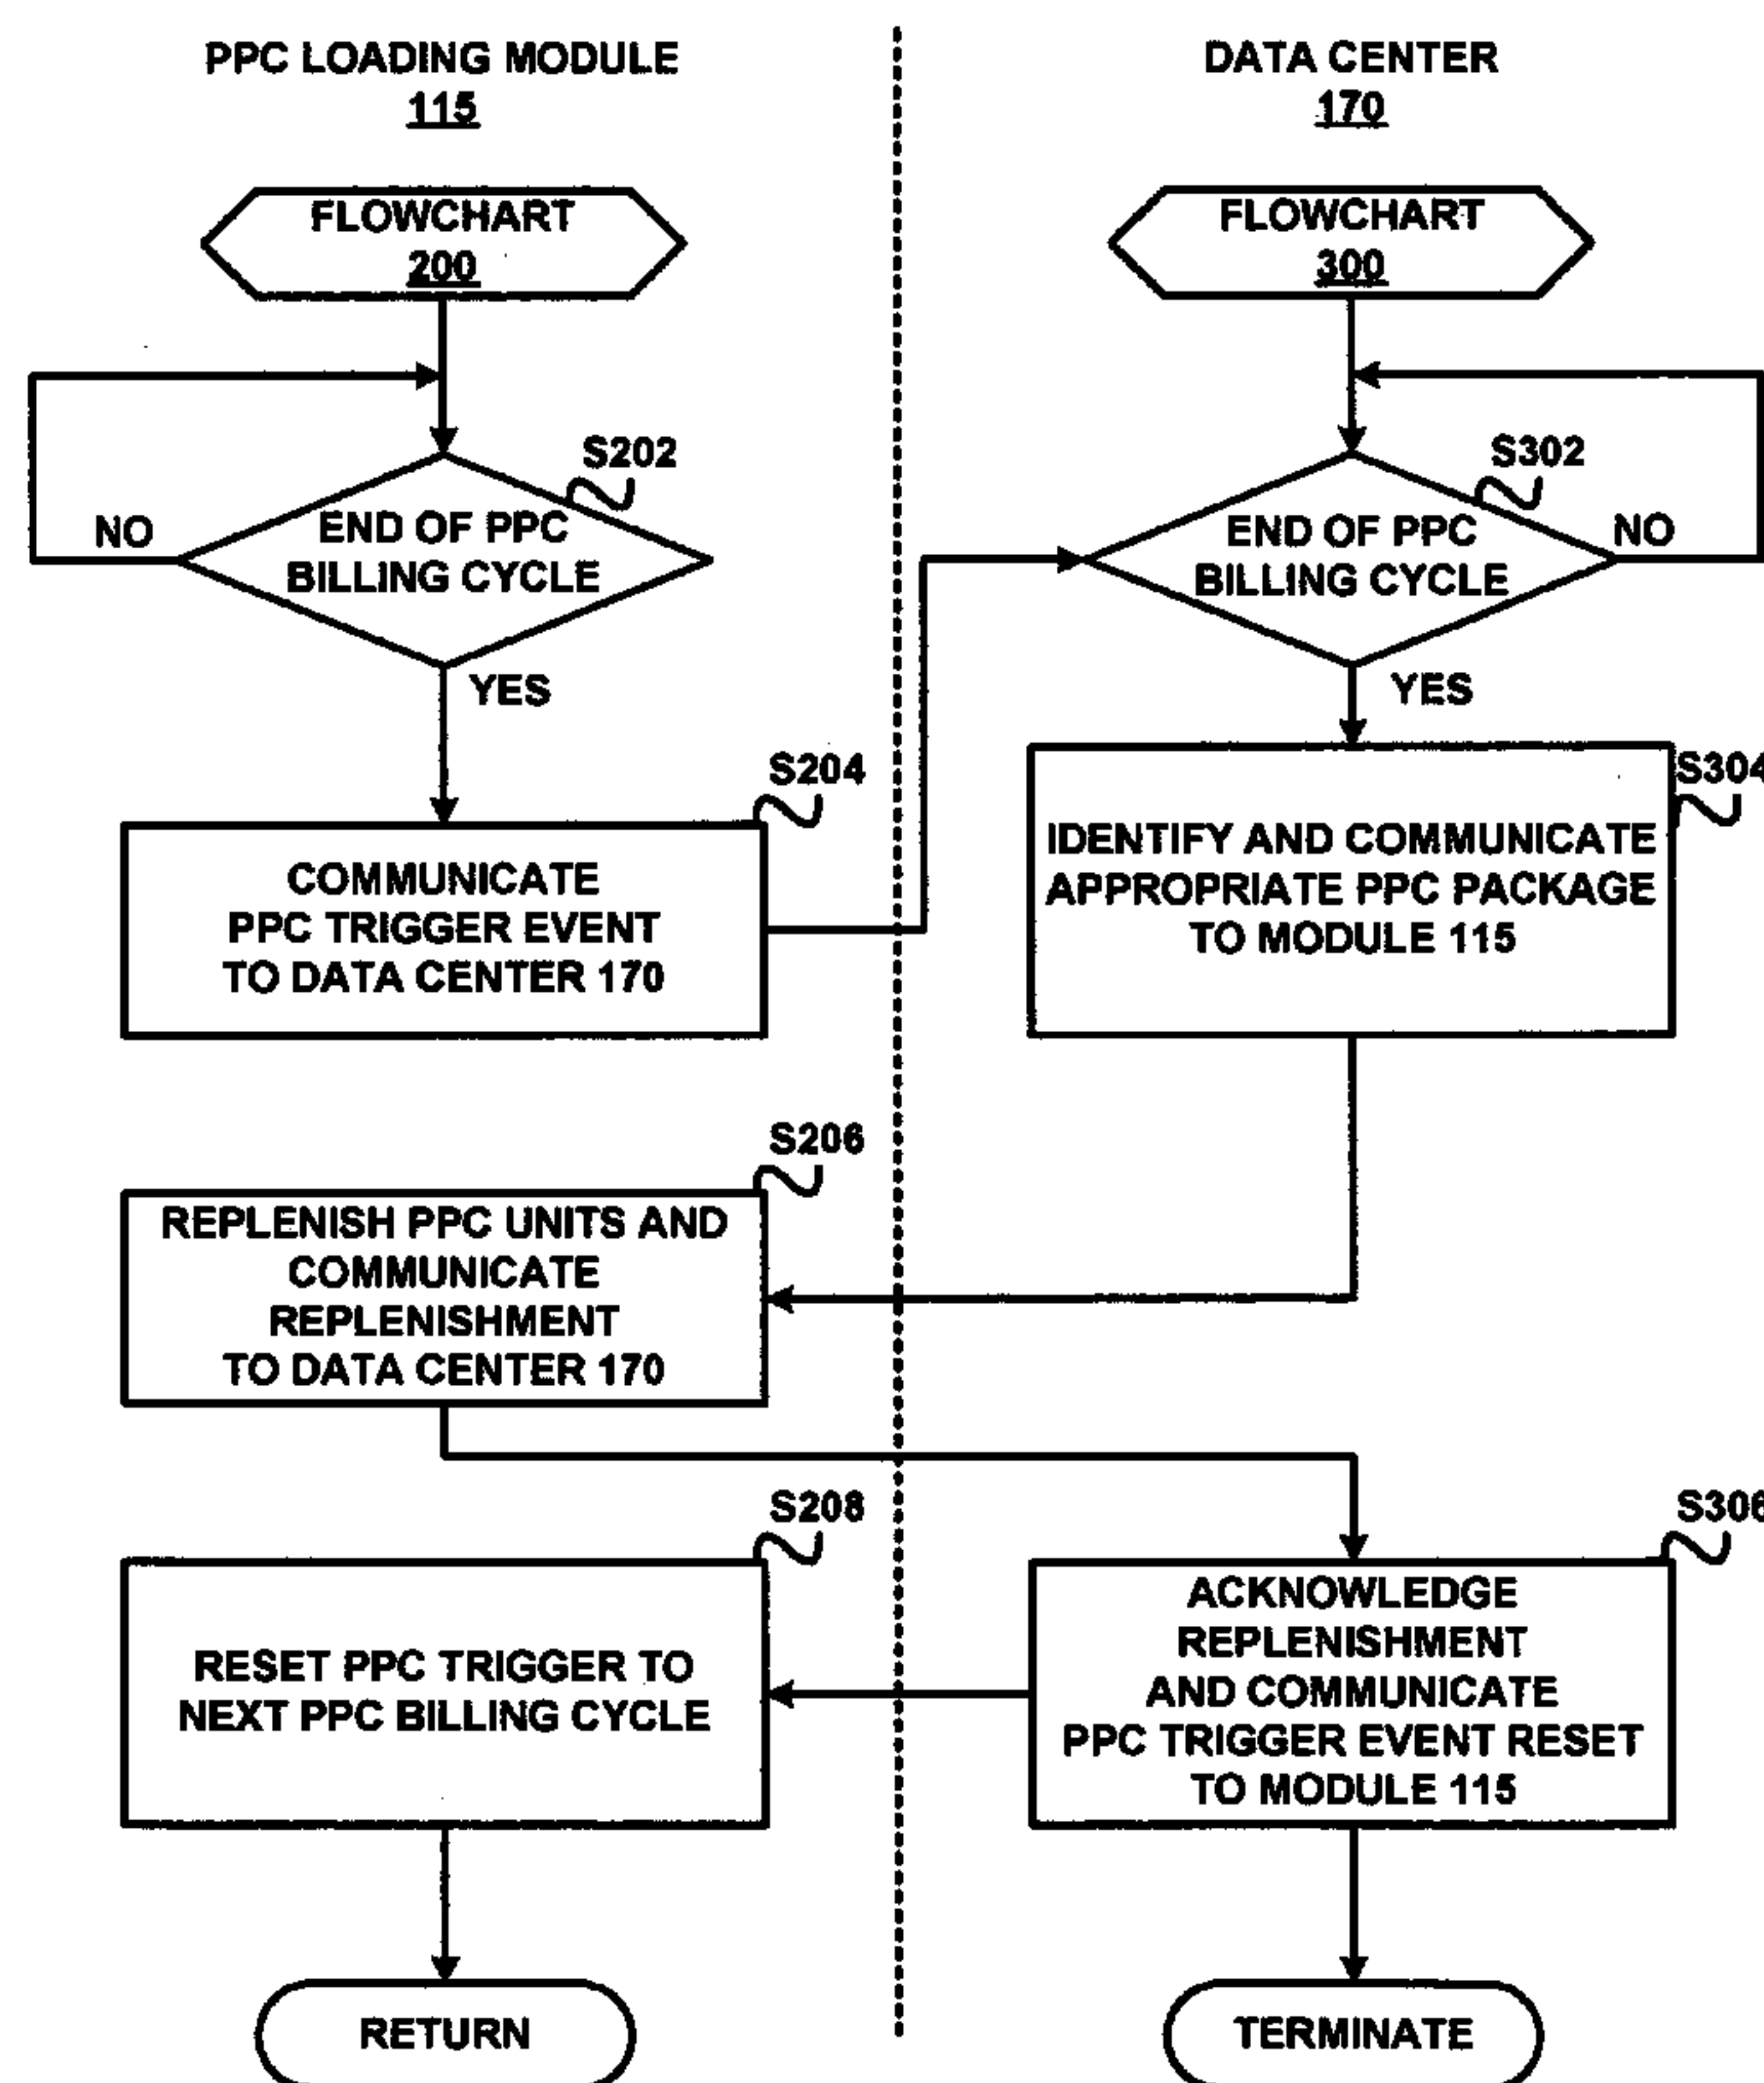 PPC LOADING MODULE
115
DATA CENTER
170
FLOWCHART
200
FLOWCHART
300
S202
END OF PPC
BILLING CYCLE
NO
YES
S302
END OF PPC
BILLING CYCLE
NO
YES
S204
COMMUNICATE
PPC TRIGGER EVENT
TO DATA CENTER 170
S304
IDENTIFY AND COMMUNICATE
APPROPRIATE PPC PACKAGE
TO MODULE 115
S206
REPLENISH PPC UNITS AND
COMMUNICATE
REPLENISHMENT
TO DATA CENTER 170
S208
RESET PPC TRIGGER TO
NEXT PPC BILLING CYCLE
S306
ACKNOWLEDGE
REPLENISHMENT
AND COMMUNICATE
PPC TRIGGER EVENT RESET
TO MODULE 115
RETURN
TERMINATE